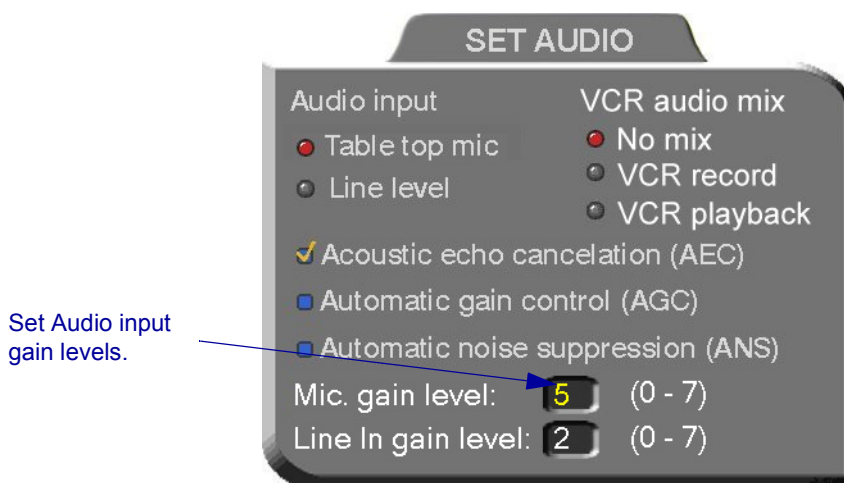 SET AUDIO
Audio input
Table top mic
Line level
VCR audio mix
No mix
VCR record
VCR playback
Acoustic echo cancelation (AEC)
Automatic gain control (AGC)
Automatic noise suppression (ANS)
Set Audio input
gain levels.
Mic. gain level: 5 (0 - 7)
Line In gain level: 2 (0 - 7)